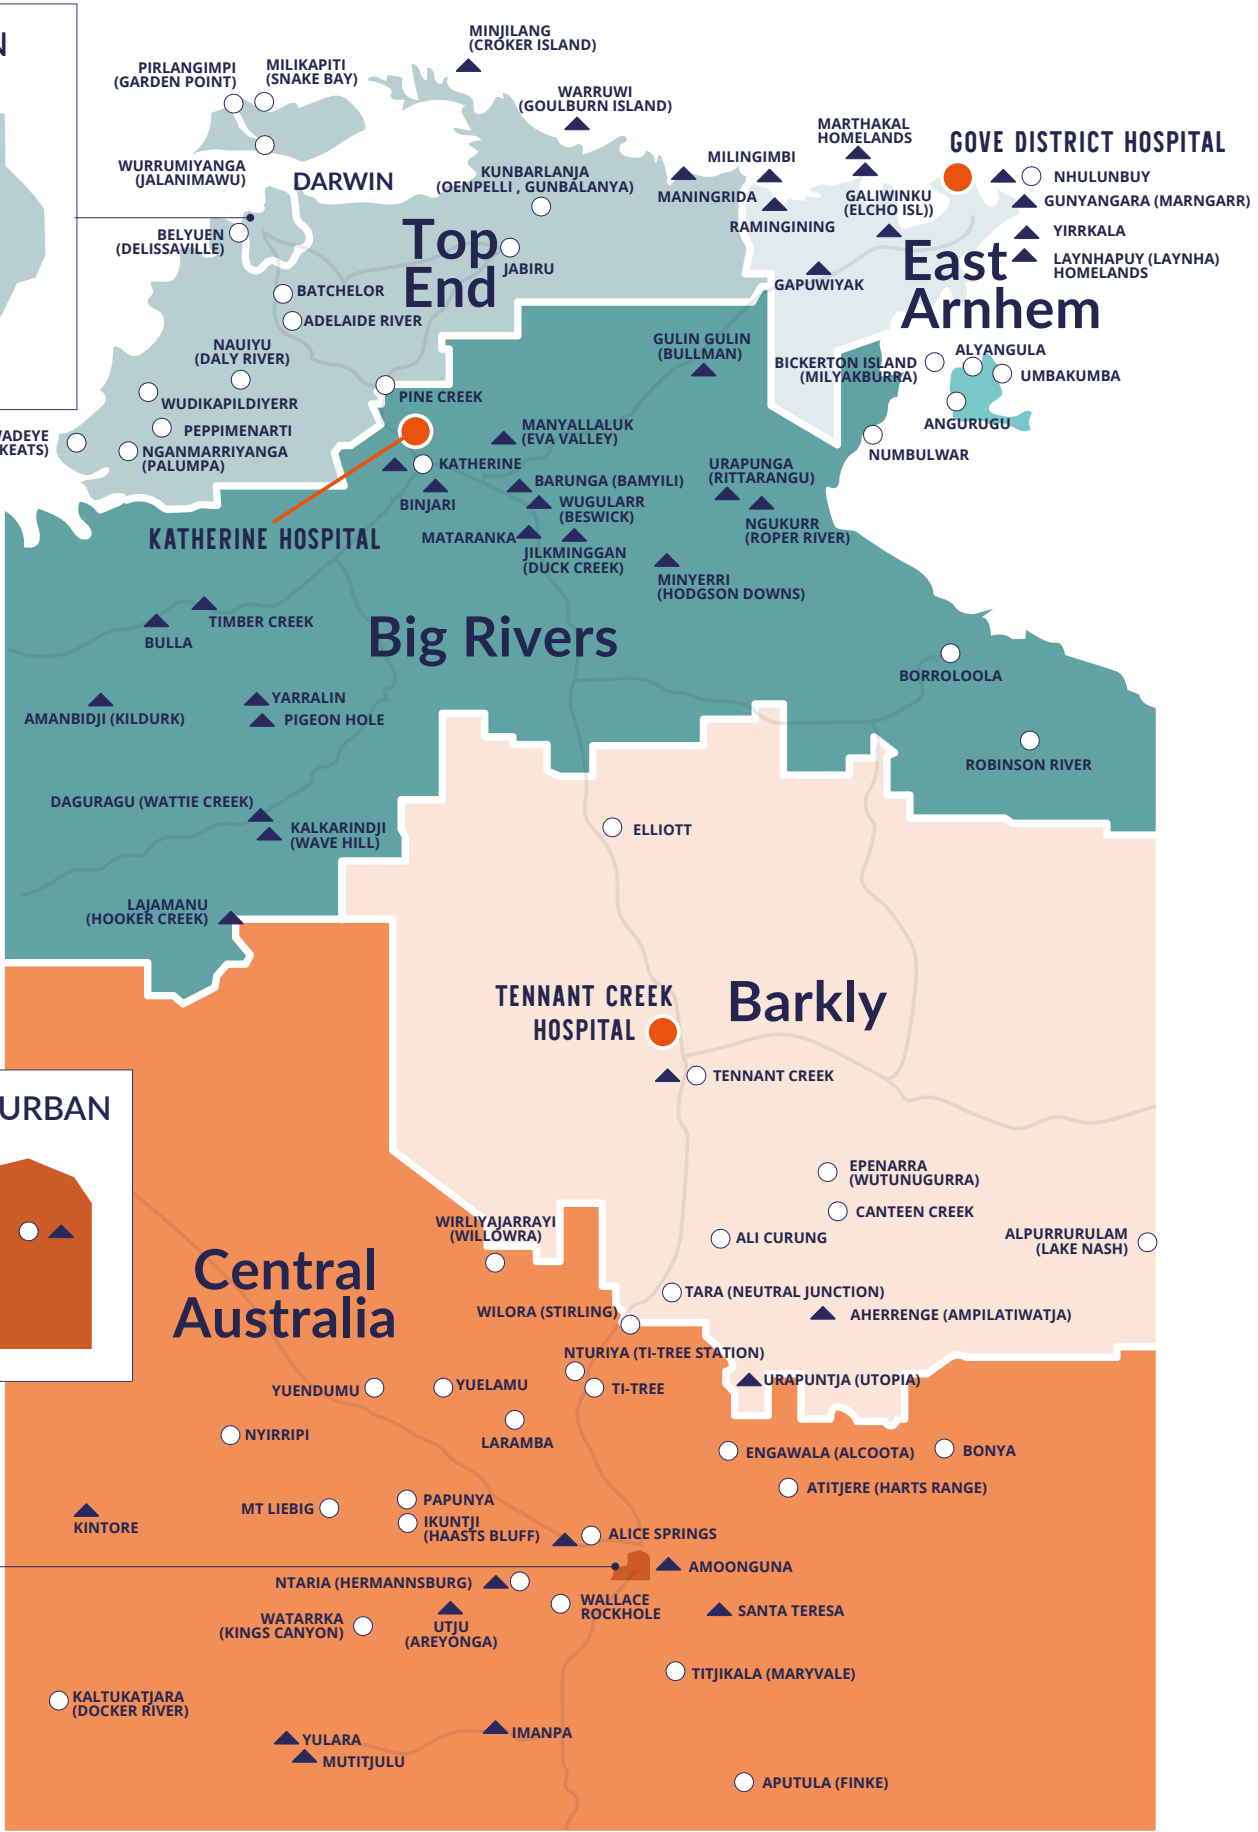 N
MINJILANG
(CROKER ISLAND)
PIRLANGIMPI
(GARDEN POINT)
MILIKAPITI
(SNAKE BAY)
WARRUWI
(GOULBURN ISLAND)
MARTHAKAL
HOMELANDS
GOVE DISTRICT HOSPITAL
WURRUMIYANGA
(JALANIMAWU)
DARWIN
KUNBARLANJA
(OENPELLI , GUNBALANYA)
MILINGIMBI
MANINGRIDA
NHULUNBUY
GALIWINKU
(ELCHO ISL))
GUNYANGARA (MARNGARR)
RAMINGINING
YIRRKALA
BELYUEN
(DELISSAVILLE)
Top
End
JABIRU
East
Arnhem
LAYNHAPUY (LAYNHA)
HOMELANDS
GAPUWIYAK
BATCHELOR
ADELAIDE RIVER
NAUIYU
(DALY RIVER)
GULIN GULIN
(BULLMAN)
BICKERTON ISLAND
(MILYAKBURRA)
ALYANGULA
UMBAKUMBA
WUDIKAPILDIYERR
PINE CREEK
ANGURUGU
PEPPIMENARTI
ADEYE
KEATS)
NGANMARRIYANGA
(PALUMPA)
MANYALLALUK
(EVA VALLEY)
NUMBULWAR
KATHERINE
URAPUNGA
(RITTARANGU)
BARUNGA (BAMYILI)
BINJARI
WUGULARR
(BESWICK)
NGUKURR
(ROPER RIVER)
KATHERINE HOSPITAL
MATARANKA
JILKMINGGAN
(DUCK CREEK)
MINYERRI
(HODGSON DOWNS)
TIMBER CREEK
BULLA
Big Rivers
BORROLOOLA
YARRALIN
AMANBIDJI (KILDURK)
PIGEON HOLE
ROBINSON RIVER
DAGURAGU (WATTIE CREEK)
KALKARINDJI
(WAVE HILL)
ELLIOTT
LAJAMANU
(HOOKER CREEK)
TENNANT CREEK
HOSPITAL
Barkly
TENNANT CREEK
URBAN
EPENARRA
(WUTUNUGURRA)
CANTEEN CREEK
WIRLIYAJARRAYI
(WILLOWRA)
ALI CURUNG
ALPURRURULAM
(LAKE NASH)
Central
Australia
TARA (NEUTRAL JUNCTION)
WILORA (STIRLING)
AHERRENGE (AMPILATIWATJA)
NTURIYA (TI-TREE STATION)
URAPUNTJA (UTOPIA)
YUENDUMU
YUELAMU
TI-TREE
NYIRRIPI
LARAMBA
ENGAWALA (ALCOOTA)
BONYA
ATITJERE (HARTS RANGE)
PAPUNYA
MT LIEBIG
KINTORE
IKUNTJI
(HAASTS BLUFF)
ALICE SPRINGS
AMOONGUNA
NTARIA (HERMANNSBURG)
WALLACE
ROCKHOLE
SANTA TERESA
WATARRKA
(KINGS CANYON)
UTJU
(AREYONGA)
TITJIKALA (MARYVALE)
KALTUKATJARA
(DOCKER RIVER)
IMANPA
YULARA
MUTITJULU
APUTULA (FINKE)